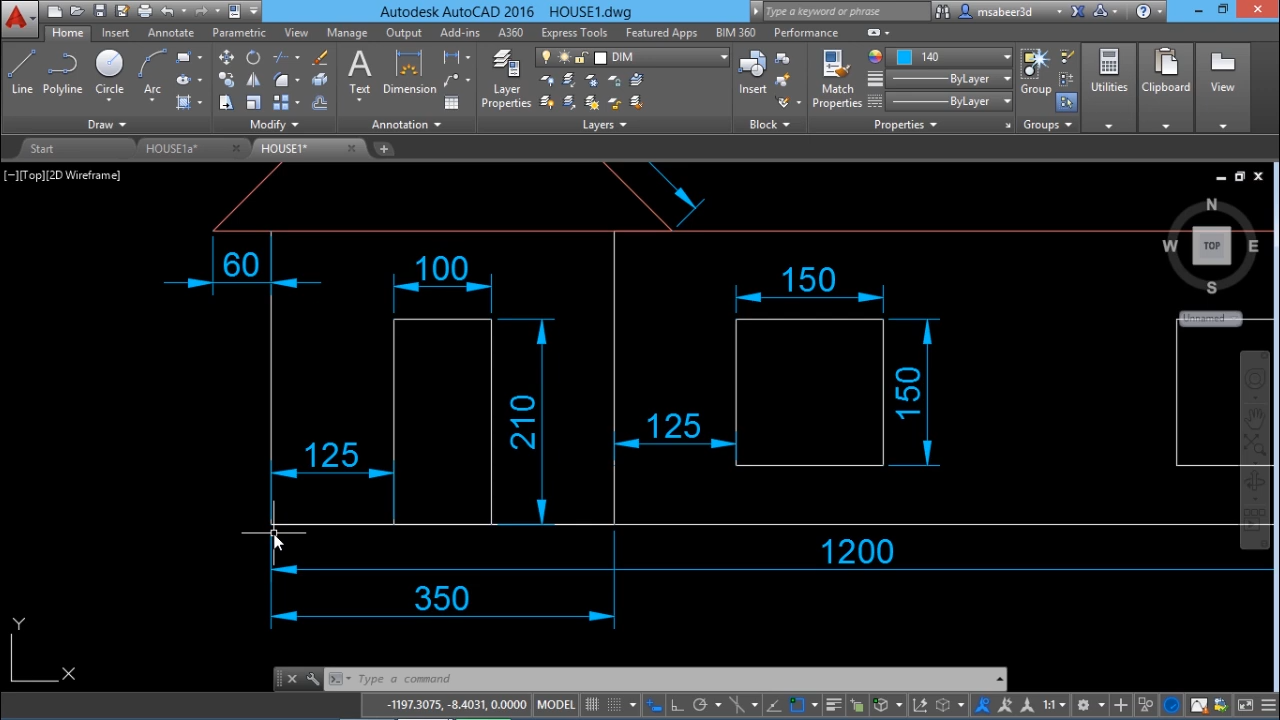 Autodesk AutoCAD 2016 HOUSE1.dwg
Type a keyword or phrase
msabeer3d
Home Insert Annotate Parametric View Manage Output Add-ins A360 Express Tools Featured Apps BIM 360 Performance
DIM
140
ByLayer
ByLayer
Line Polyline Circle Arc
Text Dimension
Layer Properties
Insert
Match Properties
Group
Utilities
Clipboard
View
Draw Modify Annotation Layers Block Properties Groups
Start HOUSE1a* HOUSE1*
[−][Top][2D Wireframe]
N
W TOP E
S
Unnamed
60
100
150
210
150
125
125
1200
350
Y
X
Type a command
-1197.3075, -8.4031, 0.0000 MODEL 1:1